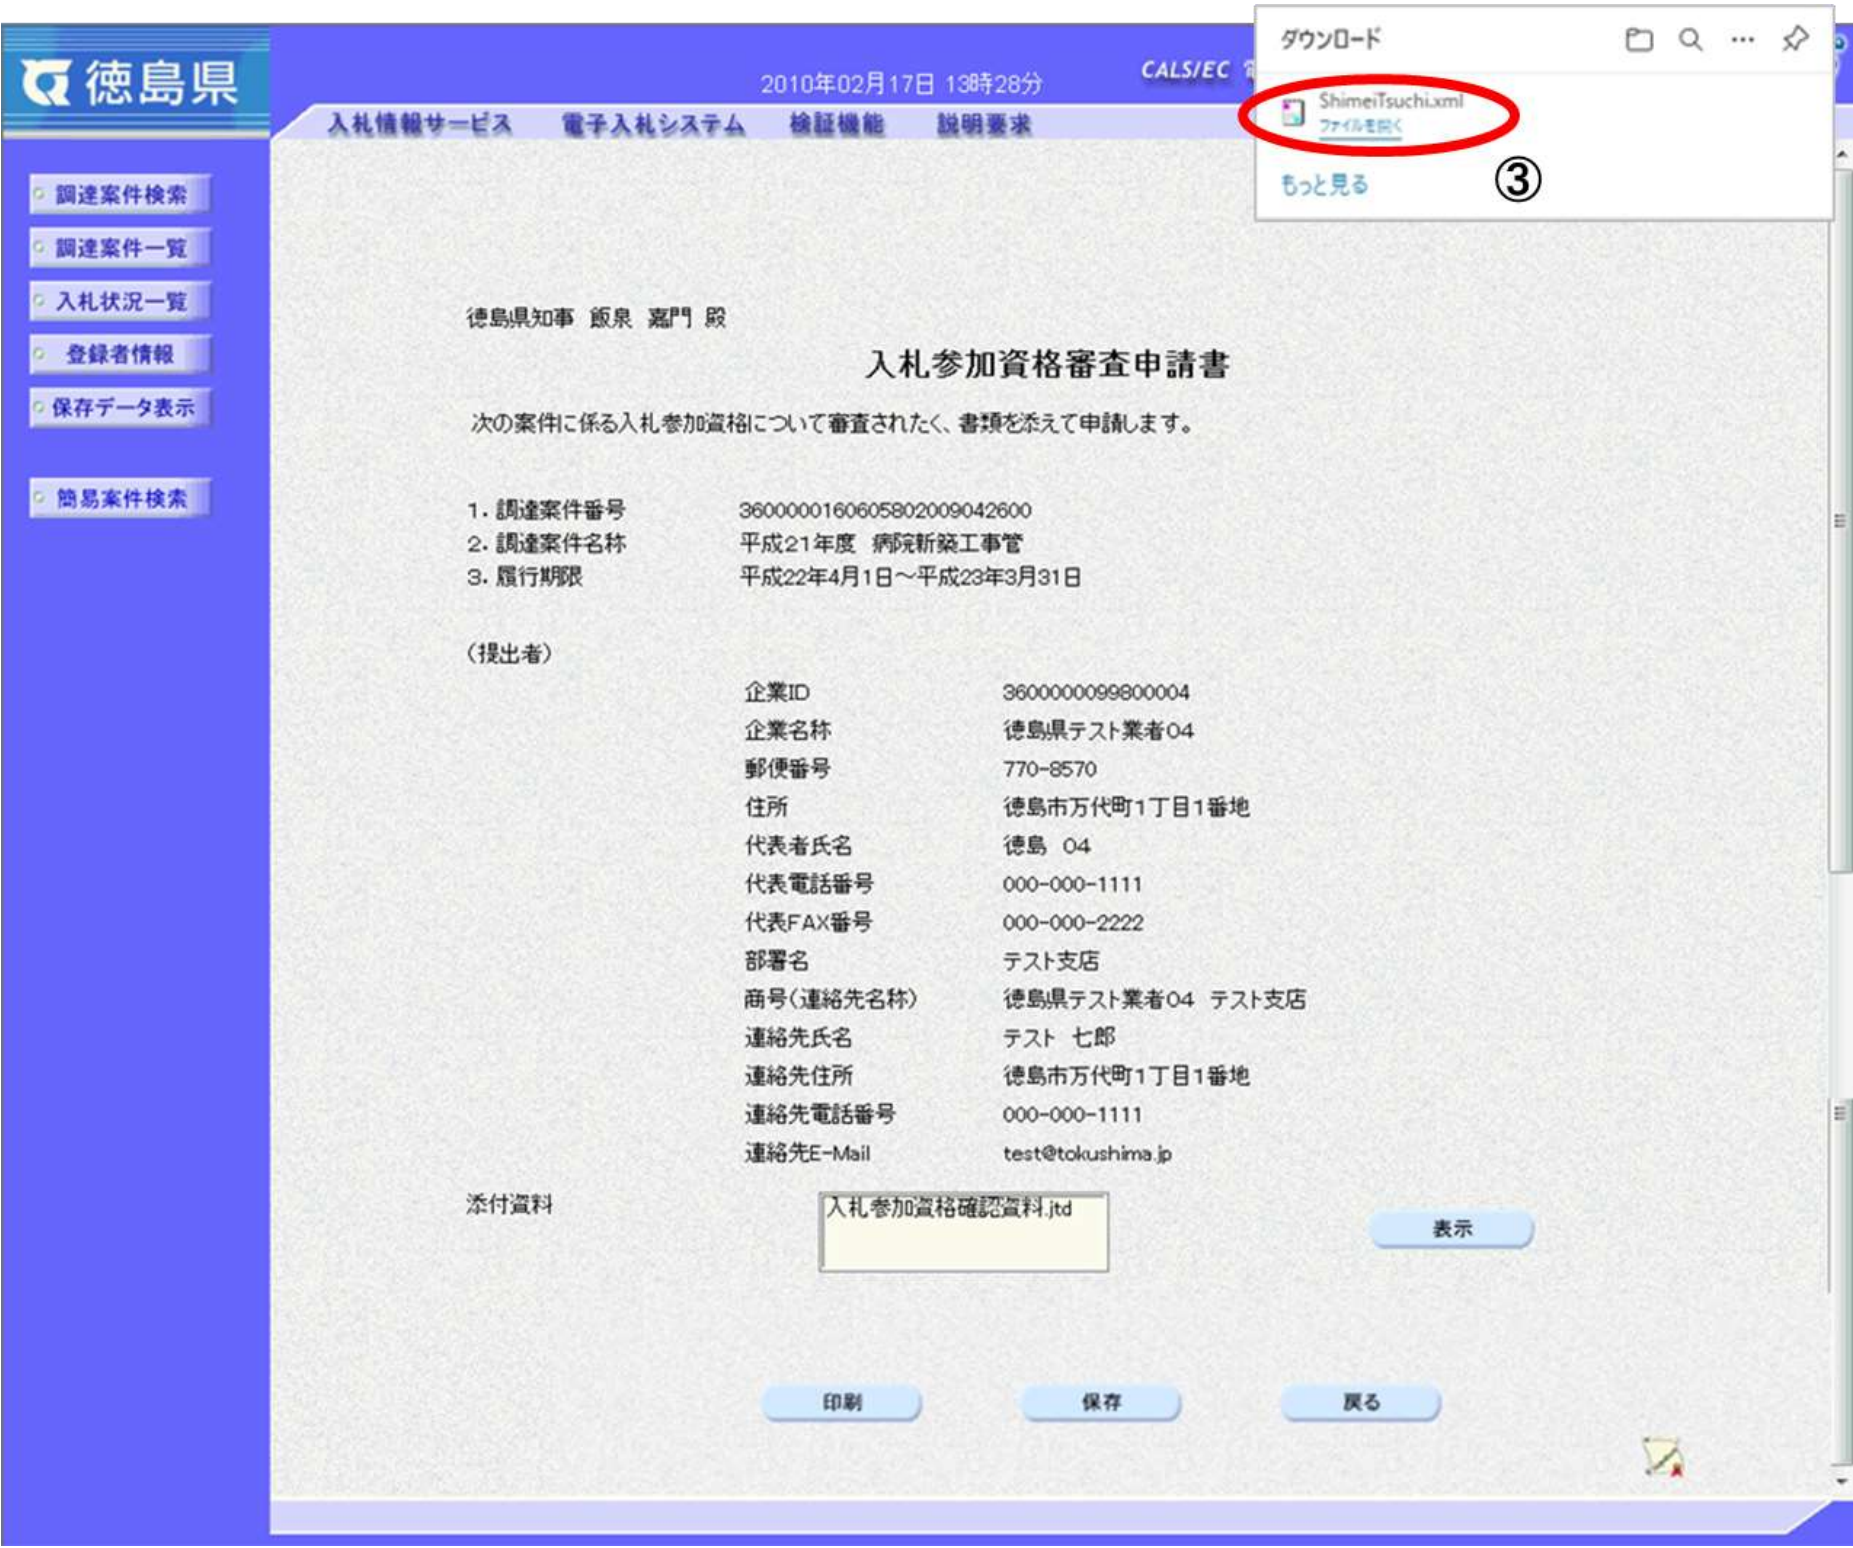 徳島県
2010年02月17日 13時28分
CALS/EC
入札情報サービス 電子入札システム 検証機能 説明要求
ダウンロード
ShimeiTsuchi.xml
ファイルを開く
もっと見る
③
調達案件検索
調達案件一覧
入札状況一覧
登録者情報
保存データ表示
簡易案件検索
徳島県知事 飯泉 嘉門 殿
入札参加資格審査申請書
次の案件に係る入札参加資格について審査されたく、書類を添えて申請します。
1. 調達案件番号 3600000160605802009042600
2. 調達案件名称 平成21年度 病院新築工事管
3. 履行期限 平成22年4月1日～平成23年3月31日
(提出者)
企業ID 3600000099800004
企業名称 徳島県テスト業者04
郵便番号 770-8570
住所 徳島市万代町1丁目1番地
代表者氏名 徳島 04
代表電話番号 000-000-1111
代表FAX番号 000-000-2222
部署名 テスト支店
商号(連絡先名称) 徳島県テスト業者04 テスト支店
連絡先氏名 テスト 七郎
連絡先住所 徳島市万代町1丁目1番地
連絡先電話番号 000-000-1111
連絡先E-Mail test@tokushima.jp
添付資料 入札参加資格確認資料.jtd
表示
印刷 保存 戻る